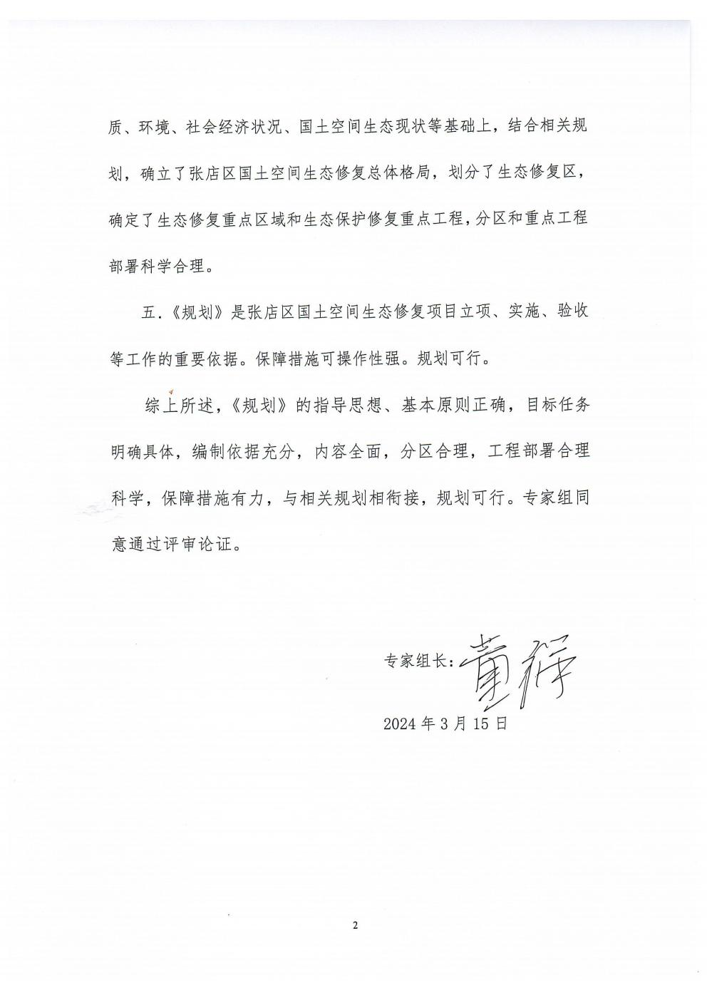 质、环境、社会经济状况、国土空间生态现状等基础上，结合相关规
划，确立了张店区国土空间生态修复总体格局，划分了生态修复区，
确定了生态修复重点区域和生态保护修复重点工程，分区和重点工程
部署科学合理。
五.《规划》是张店区国土空间生态修复项目立项、实施、验收
等工作的重要依据。保障措施可操作性强。规划可行。
综上所述，《规划》的指导思想、基本原则正确，目标任务
明确具体，编制依据充分，内容全面，分区合理，工程部署合理
科学，保障措施有力，与相关规划相衔接，规划可行。专家组同
意通过评审论证。
专家组长：
2024 年 3 月 15 日
2